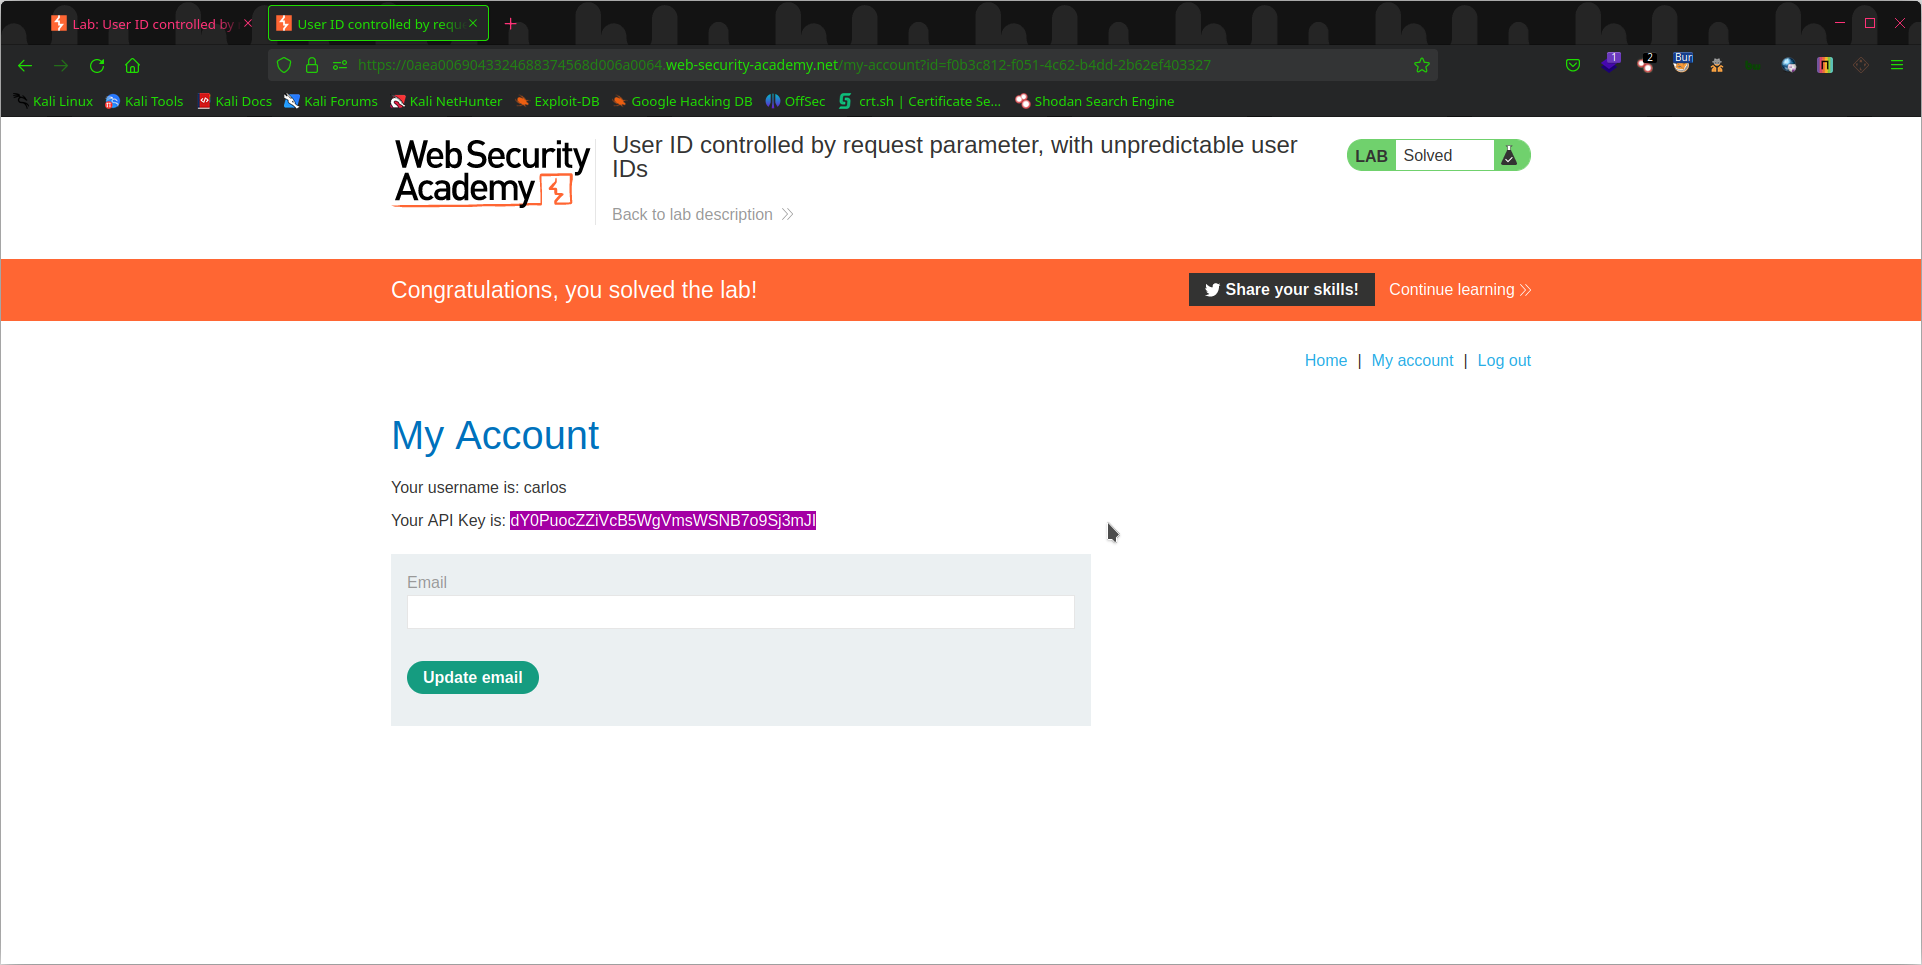 Lab: User ID controlled by
User ID controlled by requ
https://0aea0069043324688374568d006a0064.web-security-academy.net/my-account?id=f0b3c812-f051-4c62-b4dd-2b62ef403327
1
2
Bur
Kali Linux
Kali Tools
Kali Docs
Kali Forums
Kali NetHunter
Exploit-DB
Google Hacking DB
OffSec
crt.sh | Certificate Se...
Shodan Search Engine
Web Security
Academy
User ID controlled by request parameter, with unpredictable user
IDs
Back to lab description
LAB Solved
Congratulations, you solved the lab!
Share your skills!
Continue learning
Home | My account | Log out
My Account
Your username is: carlos
Your API Key is: dY0PuocZZiVcB5WgVmsWSNB7o9Sj3mJI
Email
Update email